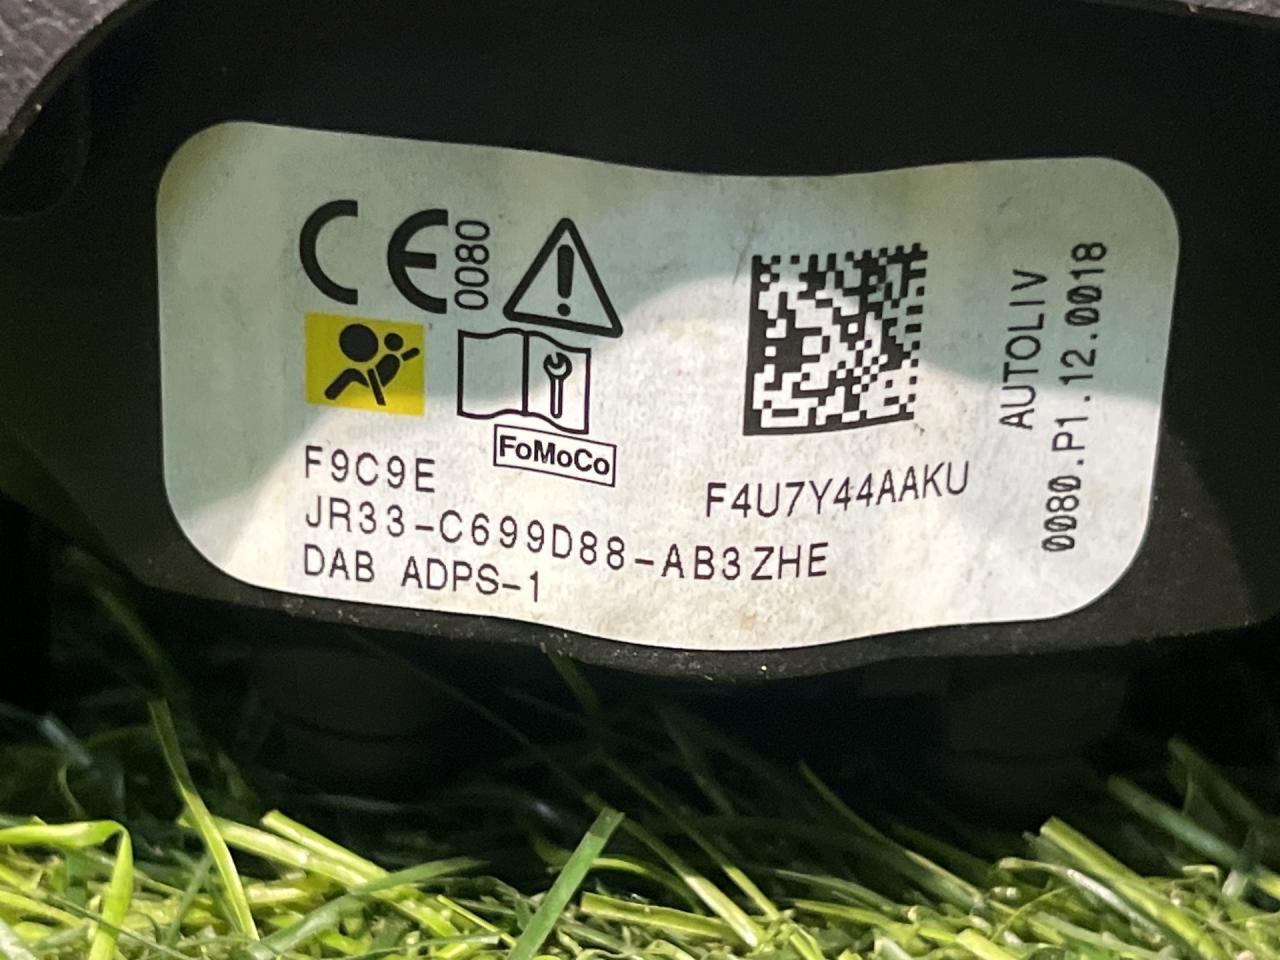 CE 0080
FoMoCo
F9C9E
JR33-C699D88-AB3ZHE
DAB ADPS-1
F4U7Y44AAKU
AUTOLIV
0080.P1.12.0018